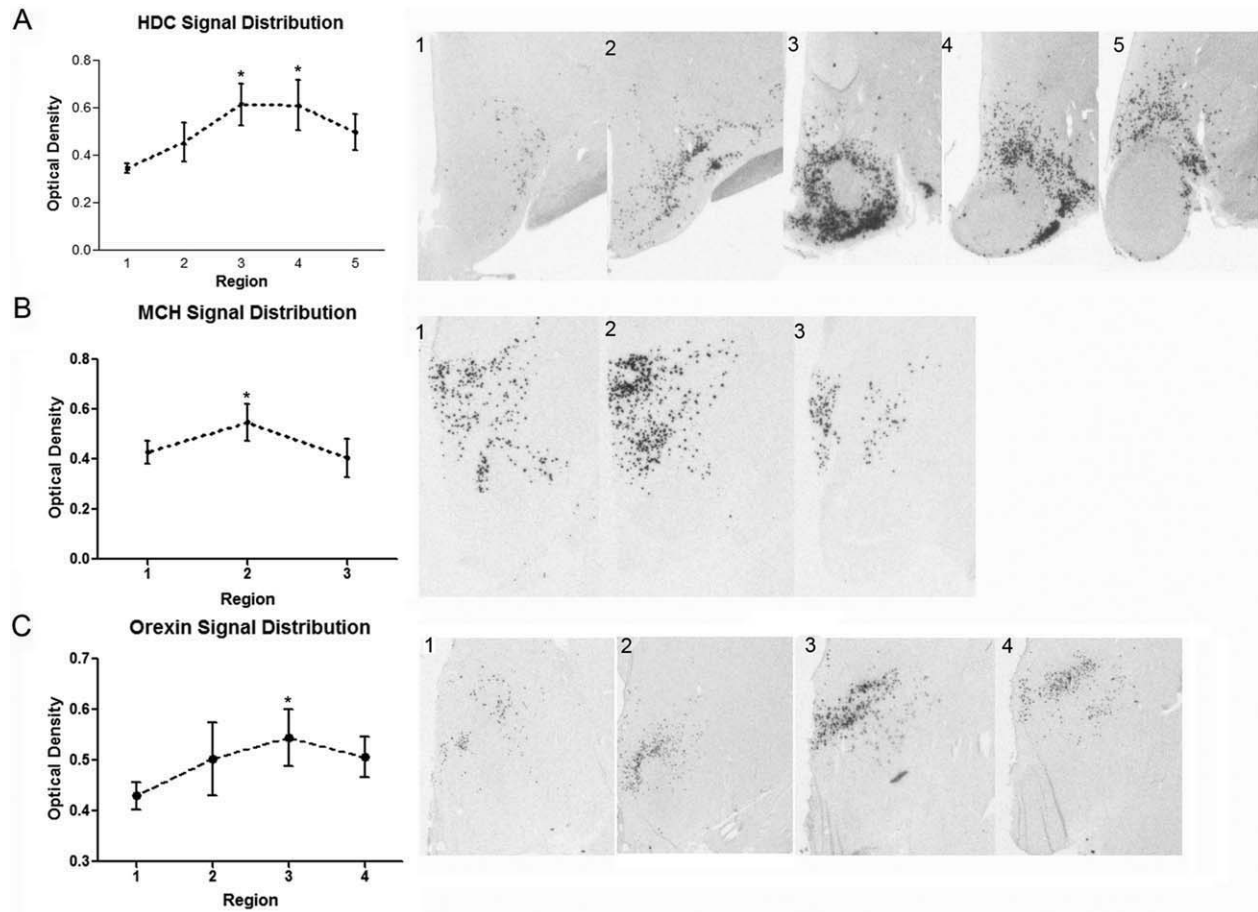 A
HDC Signal Distribution
0.8
0.6
0.4
0.2
0.0
Optical Density
* *
1 2 3 4 5
Region
1 2 3 4 5
B
MCH Signal Distribution
0.8
0.6
0.4
0.2
0.0
Optical Density
*
1 2 3
Region
1 2 3
C
Orexin Signal Distribution
0.7
0.6
0.5
0.4
0.3
Optical Density
*
1 2 3 4
Region
1 2 3 4